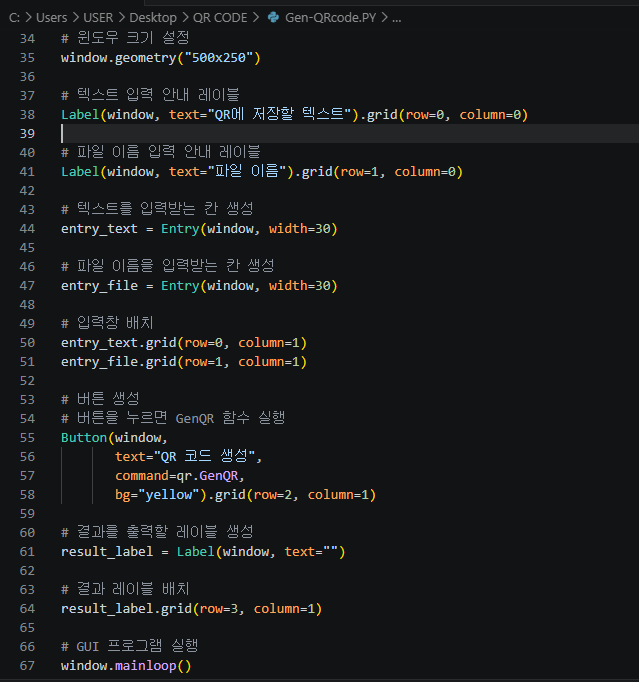 C: > Users > USER > Desktop > QR CODE > Gen-QRcode.PY > ...
34 # 윈도우 크기 설정
35 window.geometry("500x250")
36
37 # 텍스트 입력 안내 레이블
38 Label(window, text="QR에 저장할 텍스트").grid(row=0, column=0)
39
40 # 파일 이름 입력 안내 레이블
41 Label(window, text="파일 이름").grid(row=1, column=0)
42
43 # 텍스트를 입력받는 칸 생성
44 entry_text = Entry(window, width=30)
45
46 # 파일 이름을 입력받는 칸 생성
47 entry_file = Entry(window, width=30)
48
49 # 입력창 배치
50 entry_text.grid(row=0, column=1)
51 entry_file.grid(row=1, column=1)
52
53 # 버튼 생성
54 # 버튼을 누르면 GenQR 함수 실행
55 Button(window,
56        text="QR 코드 생성",
57        command=qr.GenQR,
58        bg="yellow").grid(row=2, column=1)
59
60 # 결과를 출력할 레이블 생성
61 result_label = Label(window, text="")
62
63 # 결과 레이블 배치
64 result_label.grid(row=3, column=1)
65
66 # GUI 프로그램 실행
67 window.mainloop()